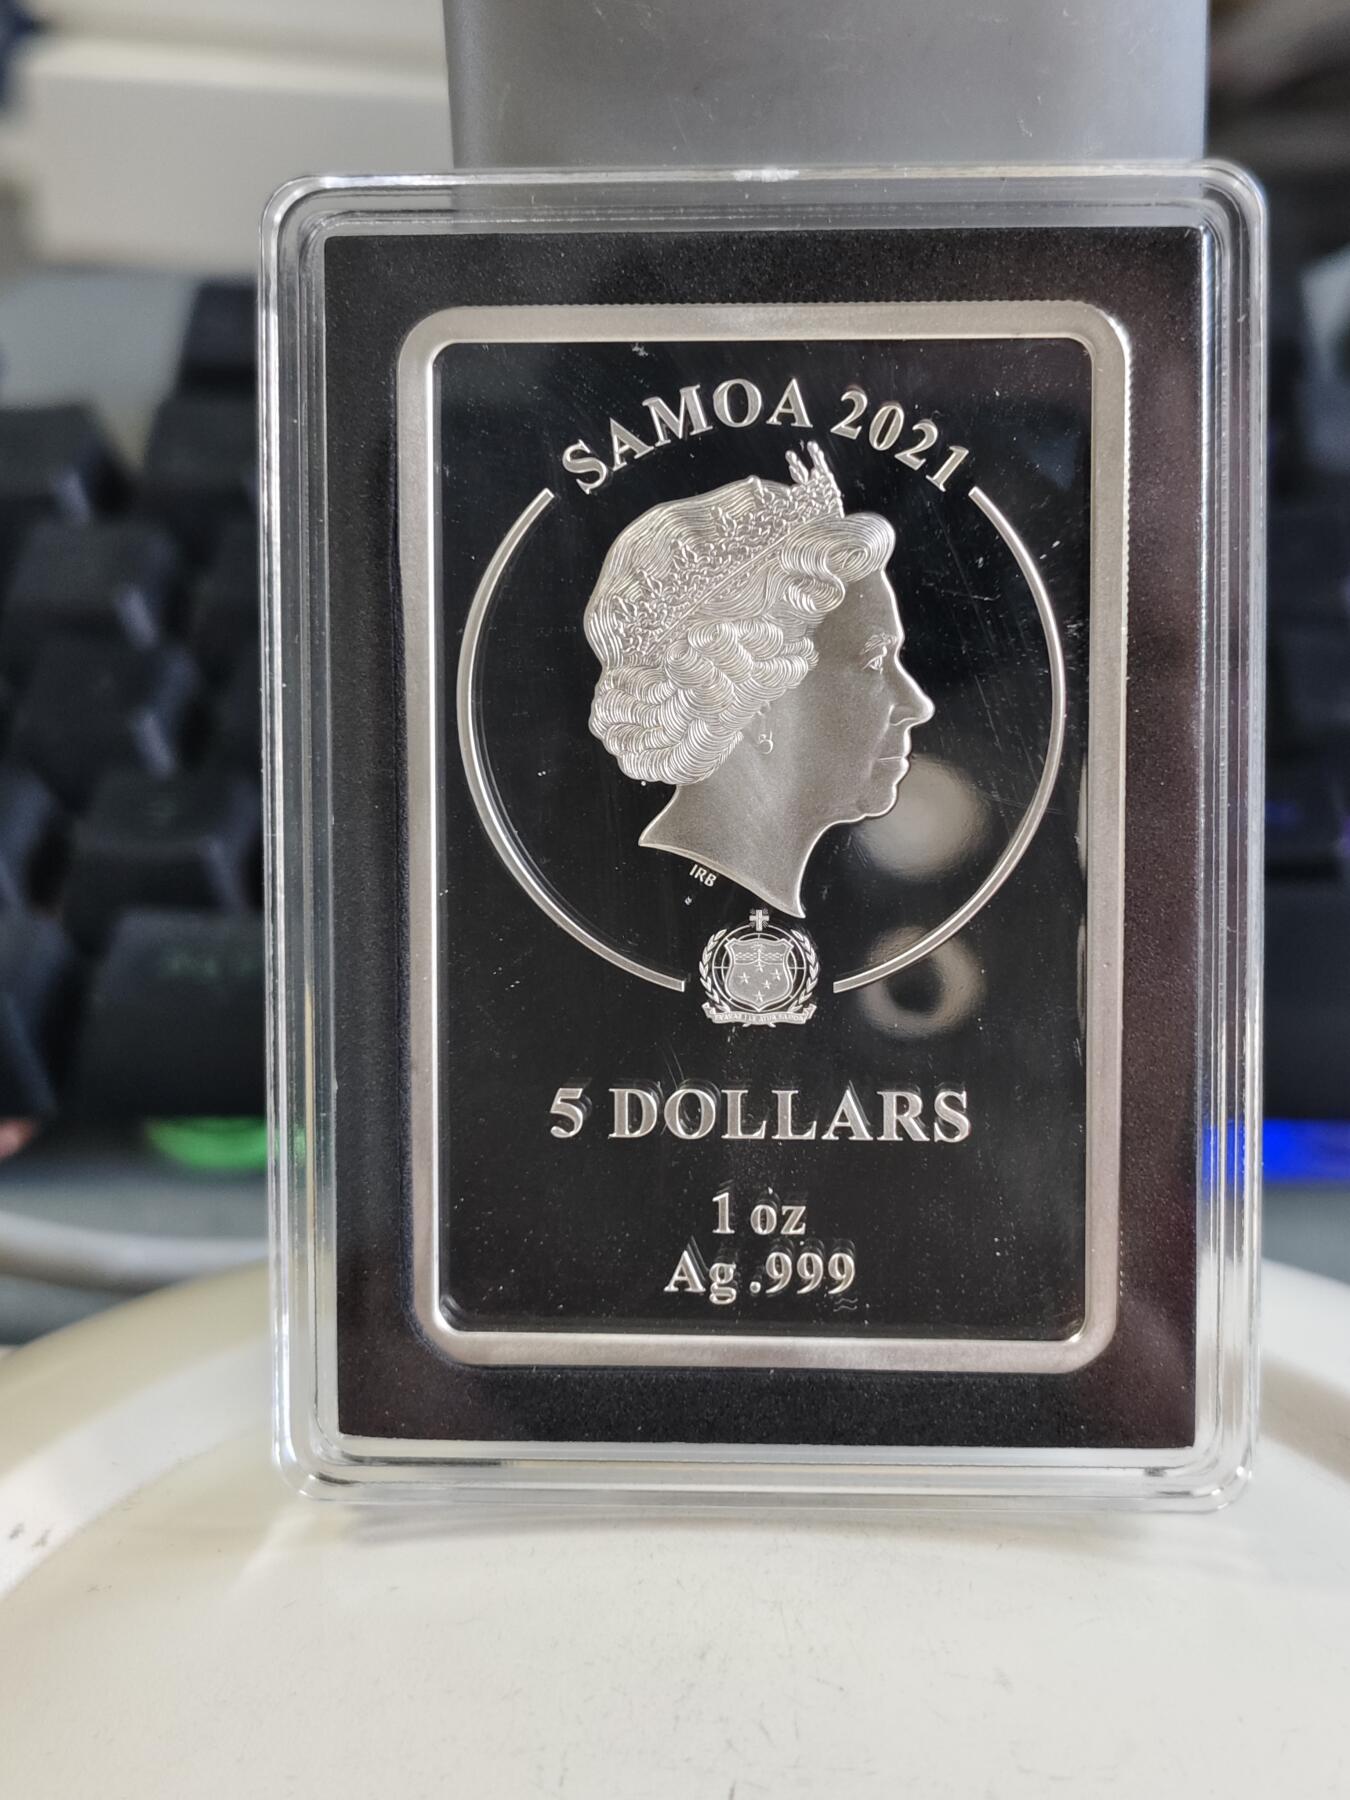 SAMOA 2021
IRB
5 DOLLARS
1 oz
Ag .999